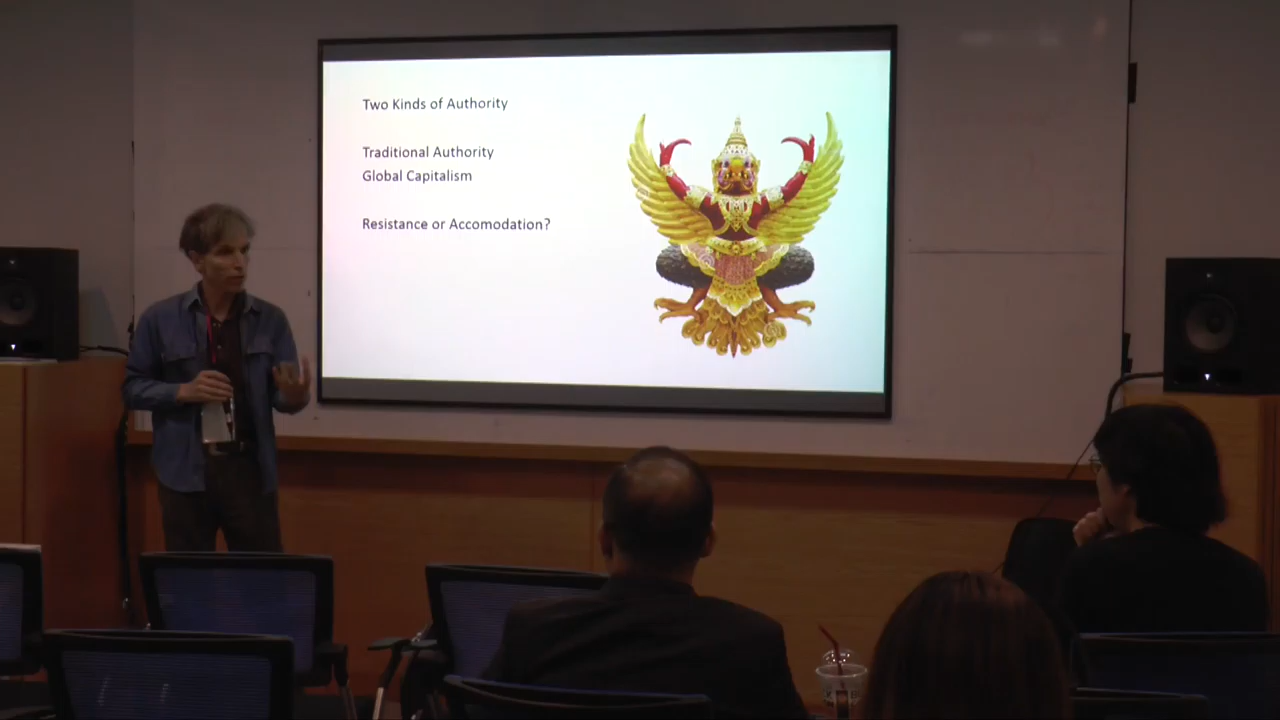 Two Kinds of Authority
Traditional Authority
Global Capitalism
Resistance or Accomodation?